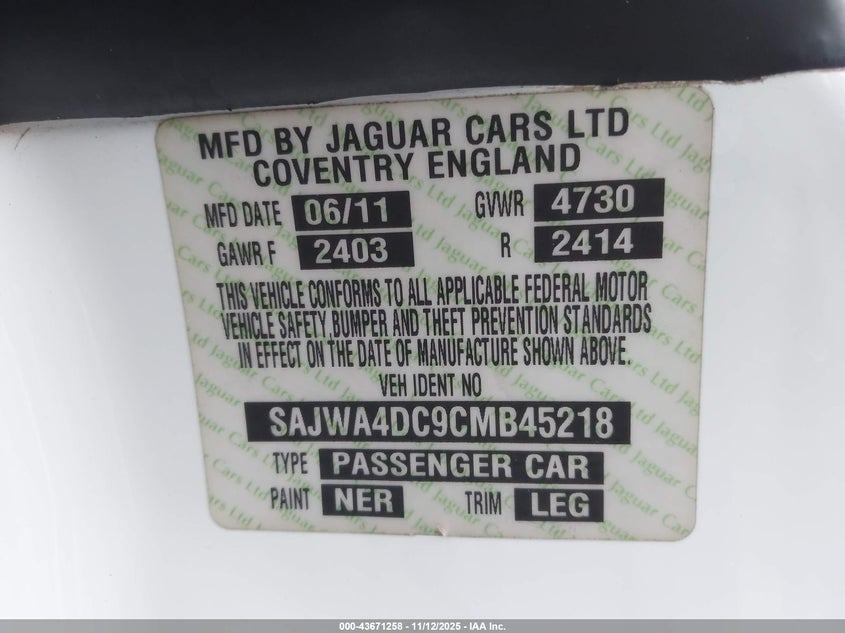 MFD BY JAGUAR CARS LTD
COVENTRY ENGLAND
MFD DATE 06/11 GVWR 4730
GAWR F 2403 R 2414
THIS VEHICLE CONFORMS TO ALL APPLICABLE FEDERAL MOTOR
VEHICLE SAFETY,BUMPER AND THEFT PREVENTION STANDARDS
IN EFFECT ON THE DATE OF MANUFACTURE SHOWN ABOVE.
VEH IDENT NO
SAJWA4DC9CMB45218
TYPE PASSENGER CAR
PAINT NER TRIM LEG
000-43671258 - 11/12/2025 - IAA Inc.